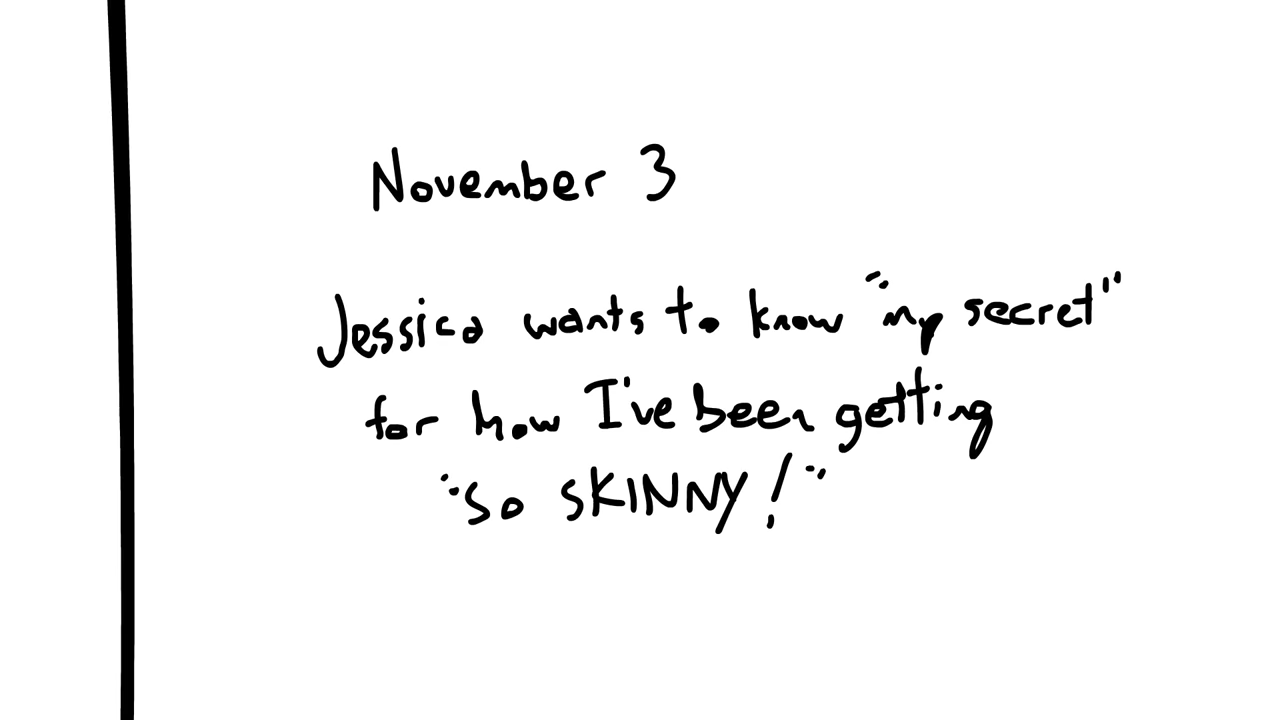 November 3
Jessica wants to know "my secret"
for how I've been getting
"so SKINNY!"